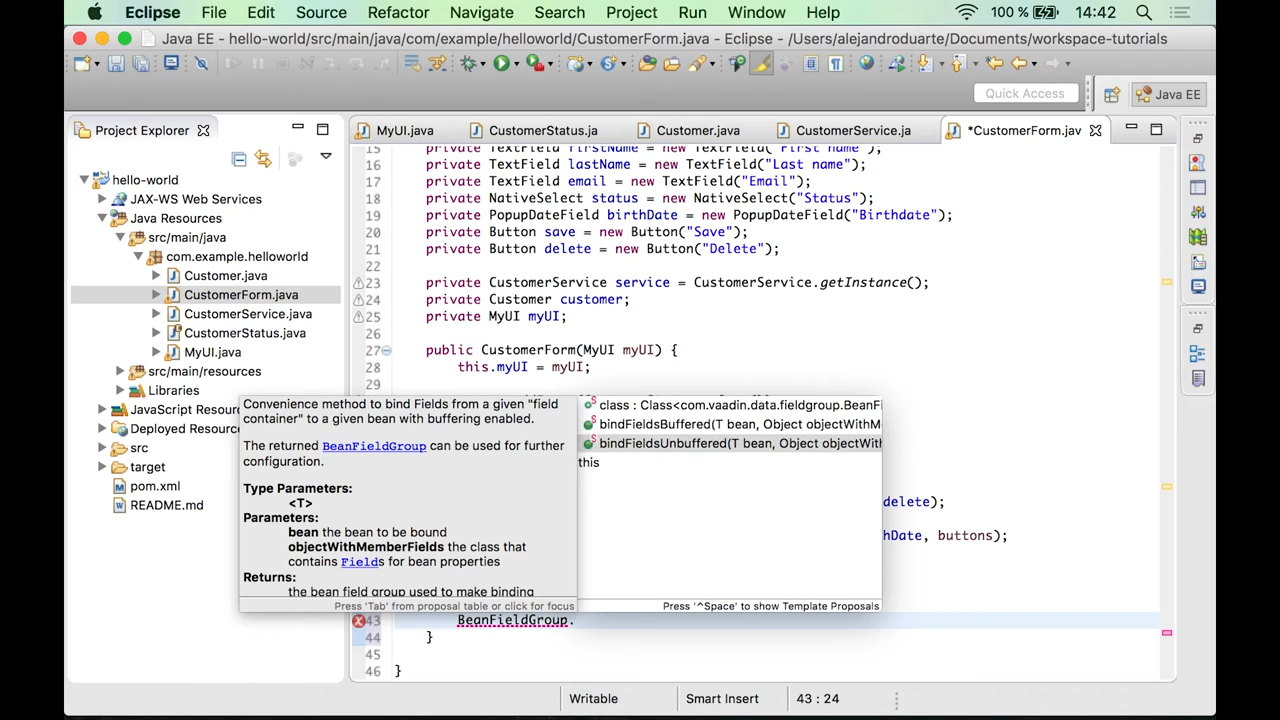 Eclipse File Edit Source Refactor Navigate Search Project Run Window Help 100 % 14:42
Java EE - hello-world/src/main/java/com/example/helloworld/CustomerForm.java - Eclipse - /Users/alejandroduarte/Documents/workspace-tutorials
Quick Access Java EE
Project Explorer
hello-world
JAX-WS Web Services
Java Resources
src/main/java
com.example.helloworld
Customer.java
CustomerForm.java
CustomerService.java
CustomerStatus.java
MyUI.java
src/main/resources
Libraries
JavaScript Resour
Deployed Resourc
src
target
pom.xml
README.md
MyUI.java CustomerStatus.ja Customer.java CustomerService.ja *CustomerForm.jav
15 private TextField firstName = new TextField("First name");
16 private TextField lastName = new TextField("Last name");
17 private TextField email = new TextField("Email");
18 private NativeSelect status = new NativeSelect("Status");
19 private PopupDateField birthDate = new PopupDateField("Birthdate");
20 private Button save = new Button("Save");
21 private Button delete = new Button("Delete");
22
23 private CustomerService service = CustomerService.getInstance();
24 private Customer customer;
25 private MyUI myUI;
26
27 public CustomerForm(MyUI myUI) {
28 this.myUI = myUI;
29
delete);
hDate, buttons);
43 BeanFieldGroup.
44 }
45
46 }
Convenience method to bind Fields from a given "field
container" to a given bean with buffering enabled.
The returned BeanFieldGroup can be used for further
configuration.
Type Parameters:
<T>
Parameters:
bean the bean to be bound
objectWithMemberFields the class that
contains Fields for bean properties
Returns:
the bean field group used to make binding
Press 'Tab' from proposal table or click for focus
class : Class<com.vaadin.data.fieldgroup.BeanFi
bindFieldsBuffered(T bean, Object objectWithM
bindFieldsUnbuffered(T bean, Object objectWith
this
Press '^Space' to show Template Proposals
Writable Smart Insert 43 : 24